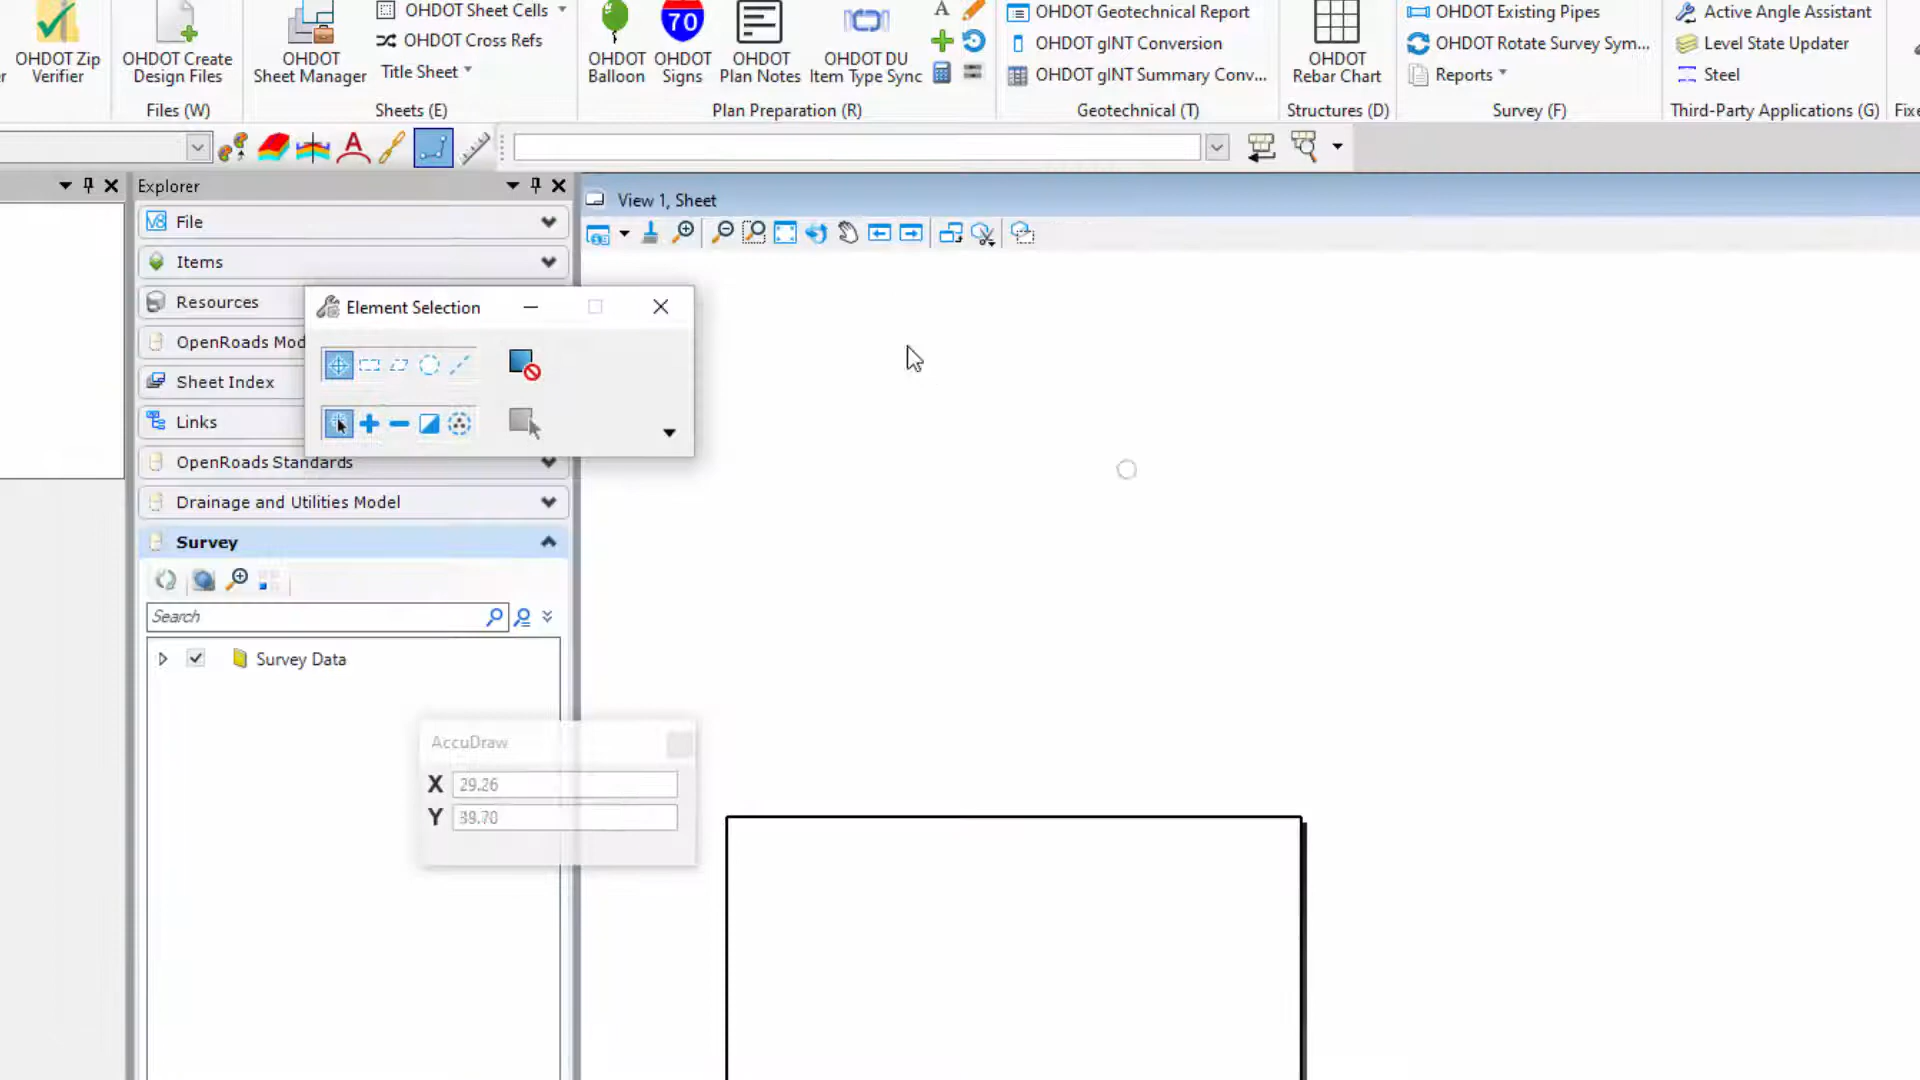 OHDOT Zip
Verifier
OHDOT Create
Design Files
Files (W)
OHDOT
Sheet Manager
OHDOT Sheet Cells
OHDOT Cross Refs
Title Sheet
Sheets (E)
OHDOT
Balloon
70
OHDOT
Signs
OHDOT
Plan Notes
OHDOT DU
Item Type Sync
A
Plan Preparation (R)
OHDOT Geotechnical Report
OHDOT gINT Conversion
OHDOT gINT Summary Conv...
Geotechnical (T)
OHDOT
Rebar Chart
Structures (D)
OHDOT Existing Pipes
OHDOT Rotate Survey Sym...
Reports
Survey (F)
Active Angle Assistant
Level State Updater
Steel
Third-Party Applications (G)
Fixe
Explorer
File
Items
Resources
OpenRoads Mod
Sheet Index
Links
OpenRoads Standards
Drainage and Utilities Model
Survey
Search
Survey Data
Element Selection
AccuDraw
X 29.26
Y 39.70
View 1, Sheet